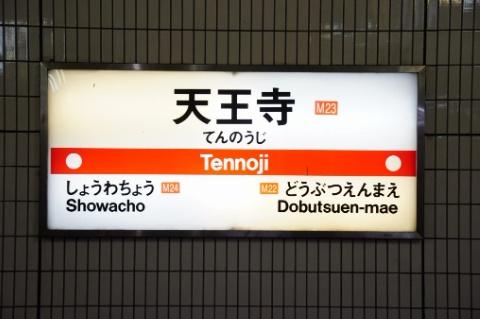 天王寺 M23
てんのうじ
Tennoji
しょうわちょう M24 M22 どうぶつえんまえ
Showacho Dobutsuen-mae